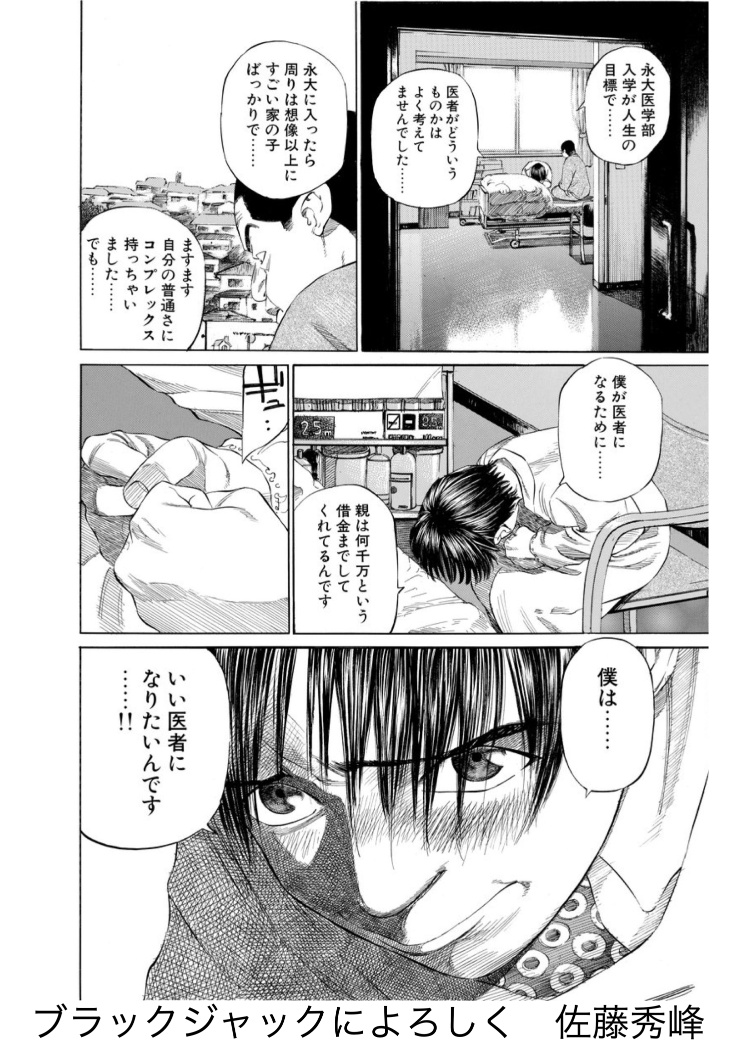 永大医学部
入学が人生の
目標で……
医者がどういう
ものかは
よく考えて
ませんでした……
永大に入ったら
周りは想像以上に
すごい家の子
ばっかりで……
ますます
自分の普通さに
コンプレックス
持っちゃい
ました……
でも……
僕が医者に
なるために……
親は何千万という
借金までして
くれてるんです
ギュ…
僕は……
いい医者に
なりたいんです
……!!
ブラックジャックによろしく　佐藤秀峰